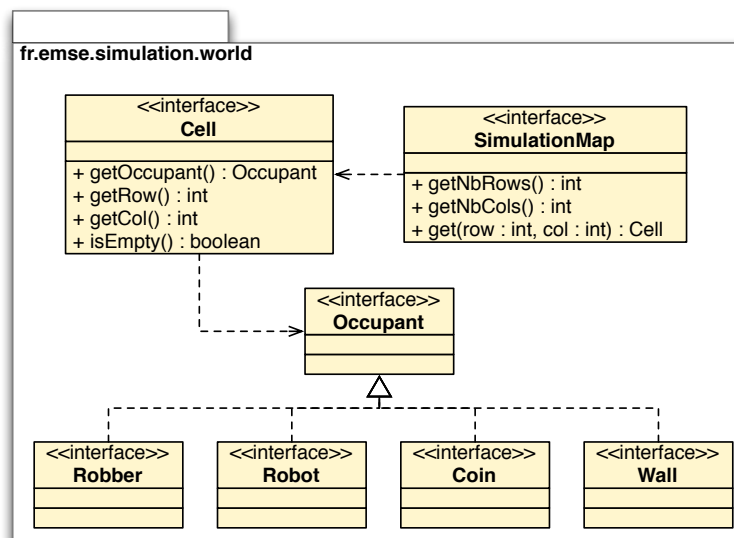 fr.emse.simulation.world
<<interface>>
Cell
+ getOccupant() : Occupant
+ getRow() : int
+ getCol() : int
+ isEmpty() : boolean
<<interface>>
SimulationMap
+ getNbRows() : int
+ getNbCols() : int
+ get(row : int, col : int) : Cell
<<interface>>
Occupant
<<interface>>
Robber
<<interface>>
Robot
<<interface>>
Coin
<<interface>>
Wall